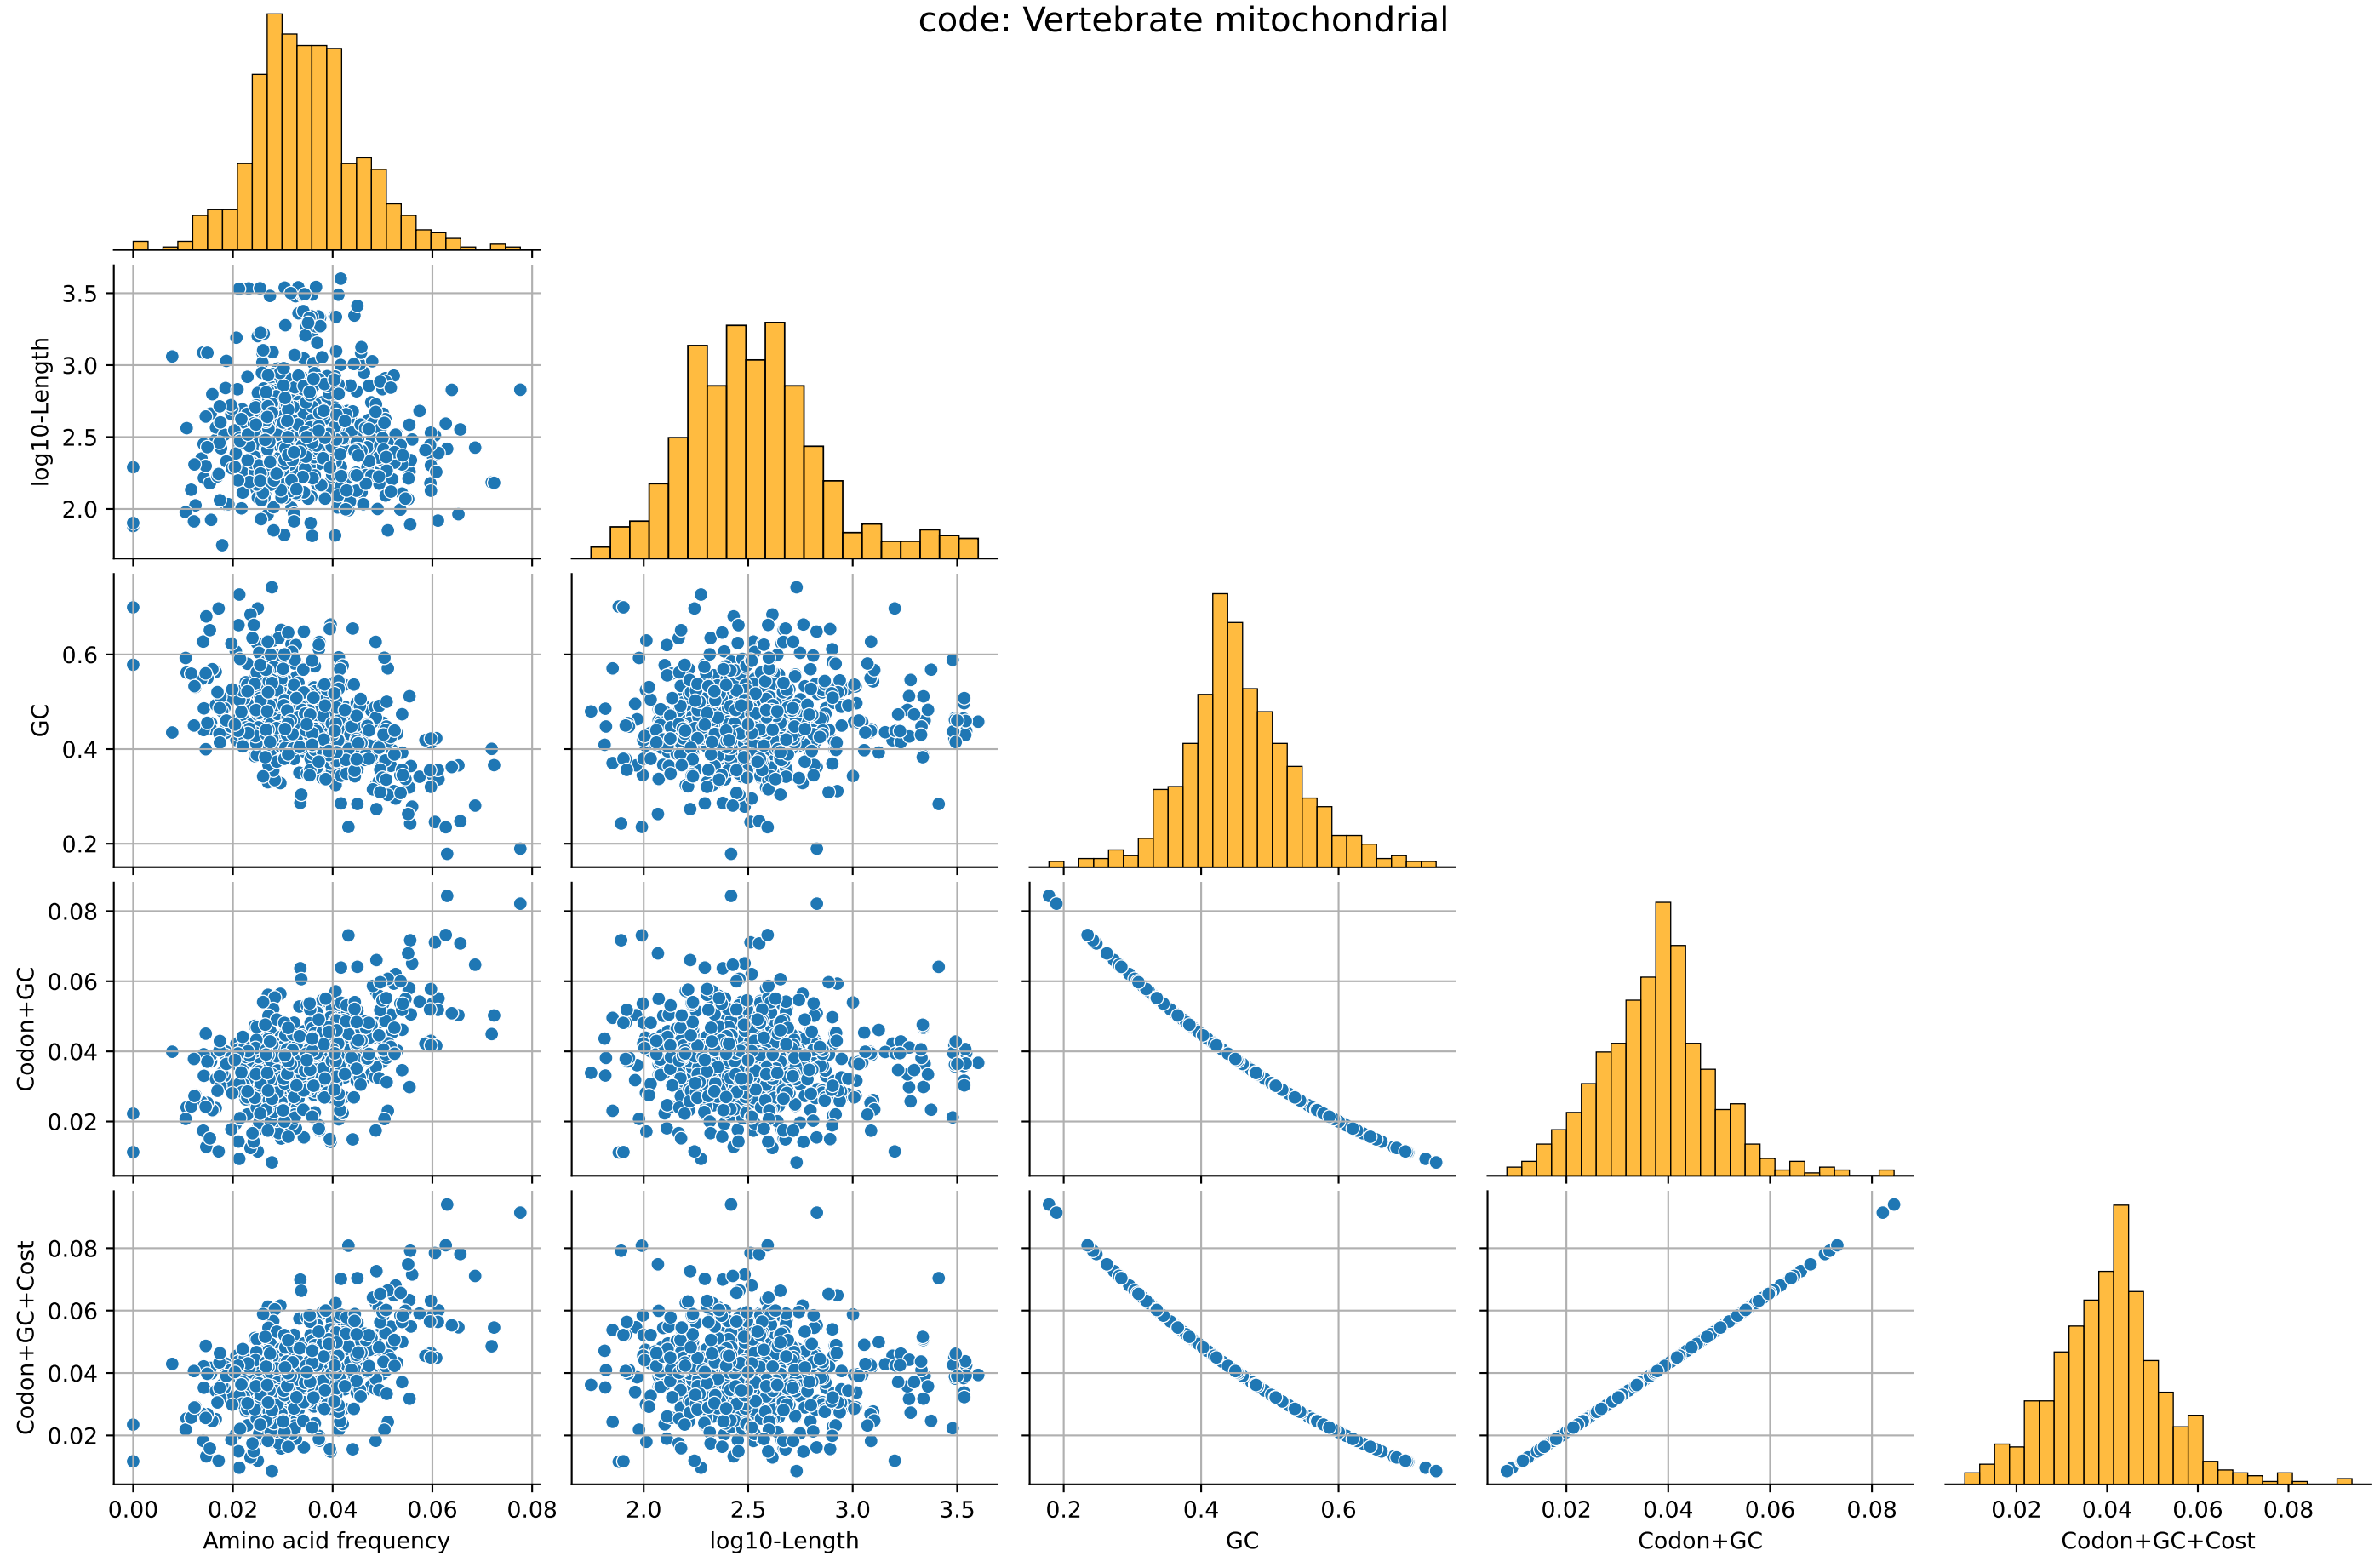 code: Vertebrate mitochondrial
3.5
3.0
2.5
2.0
log10-Length
0.6
0.4
0.2
GC
0.08
0.06
0.04
0.02
Codon+GC
0.08
0.06
0.04
0.02
Codon+GC+Cost
0.00 0.02 0.04 0.06 0.08
2.0 2.5 3.0 3.5
0.2 0.4 0.6
0.02 0.04 0.06 0.08
0.02 0.04 0.06 0.08
Amino acid frequency
log10-Length
GC
Codon+GC
Codon+GC+Cost